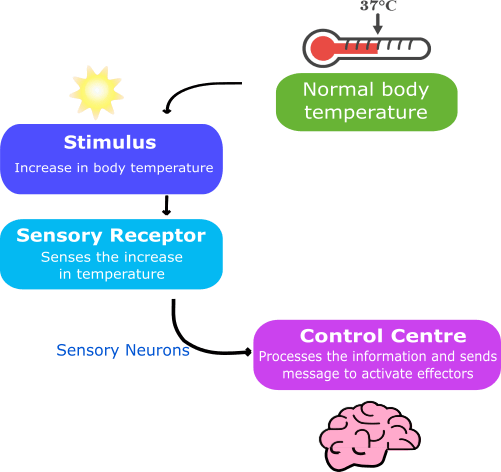 37°C
Normal body
temperature
Stimulus
Increase in body temperature
Sensory Receptor
Senses the increase
in temperature
Sensory Neurons
Control Centre
Processes the information and sends
message to activate effectors